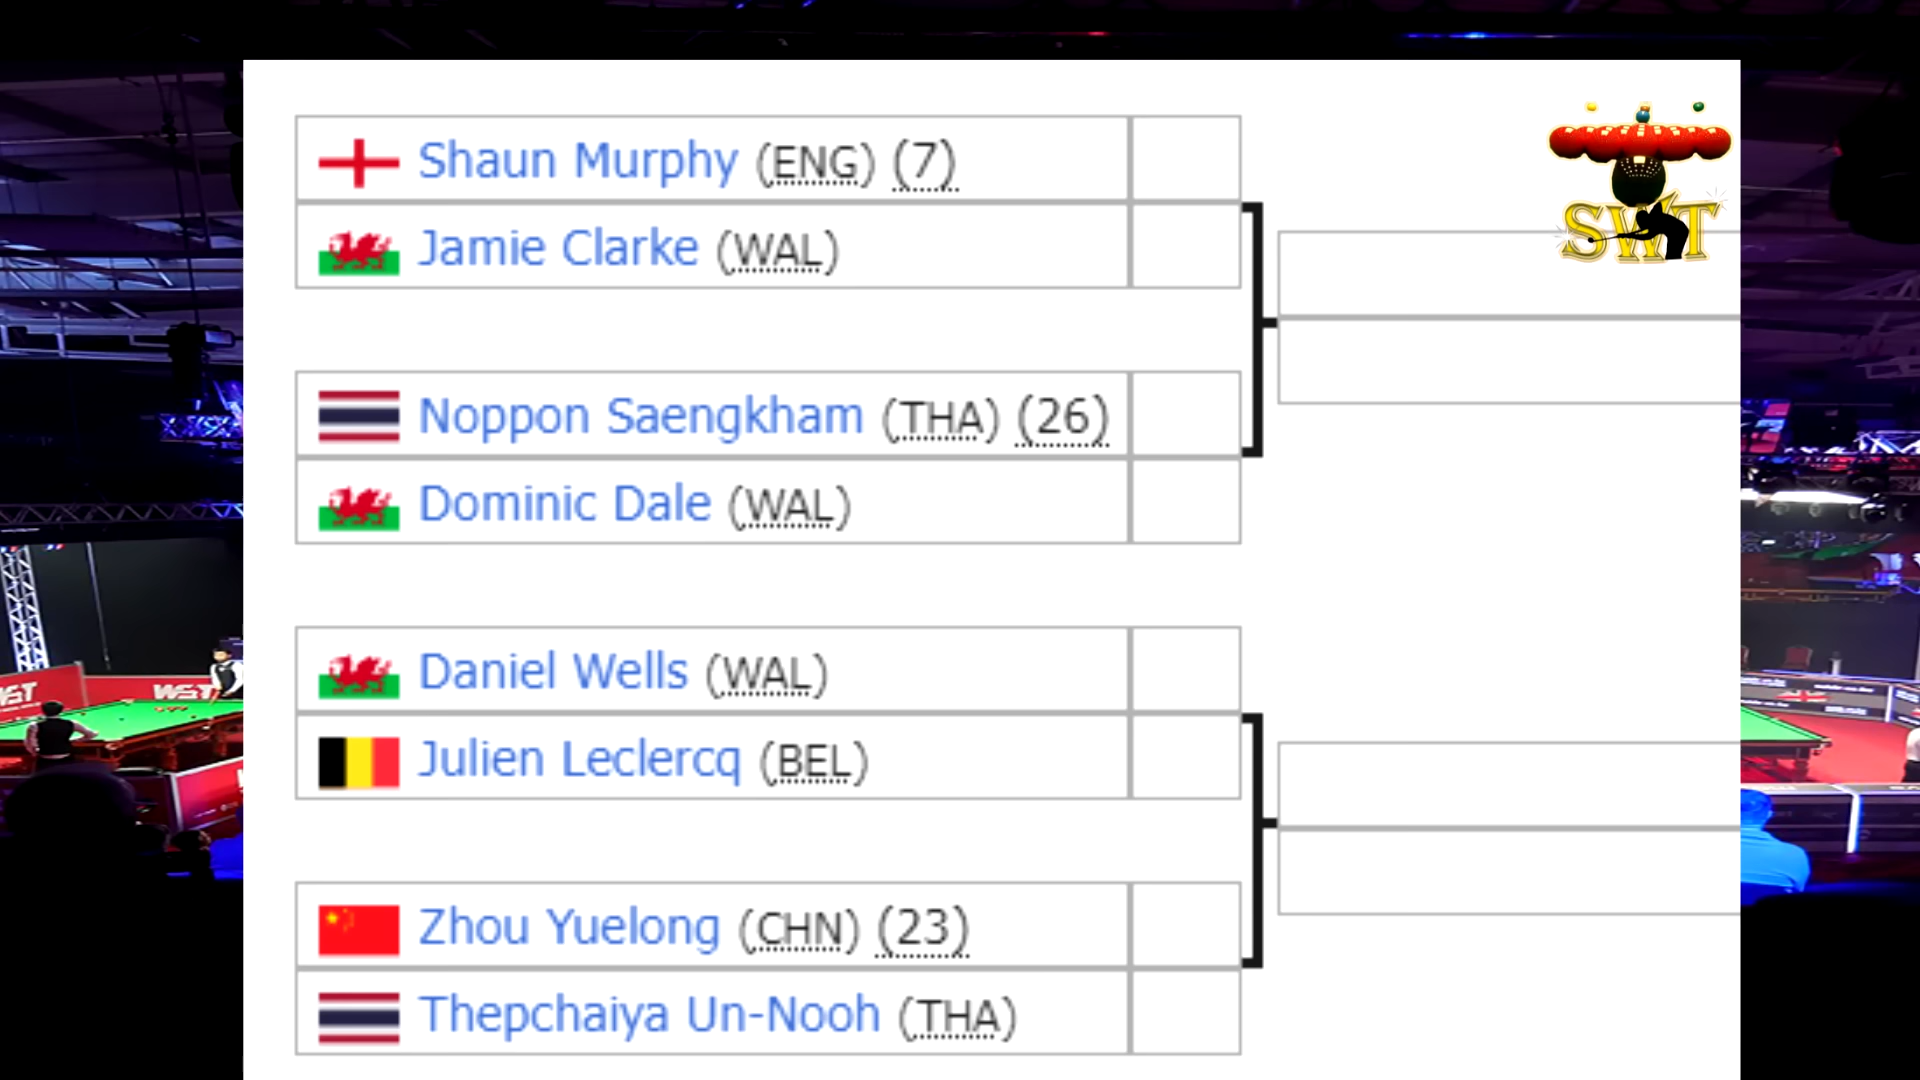 Shaun Murphy (ENG) (7)
Jamie Clarke (WAL)
Noppon Saengkham (THA) (26)
Dominic Dale (WAL)
Daniel Wells (WAL)
Julien Leclercq (BEL)
Zhou Yuelong (CHN) (23)
Thepchaiya Un-Nooh (THA)
SWT
WST